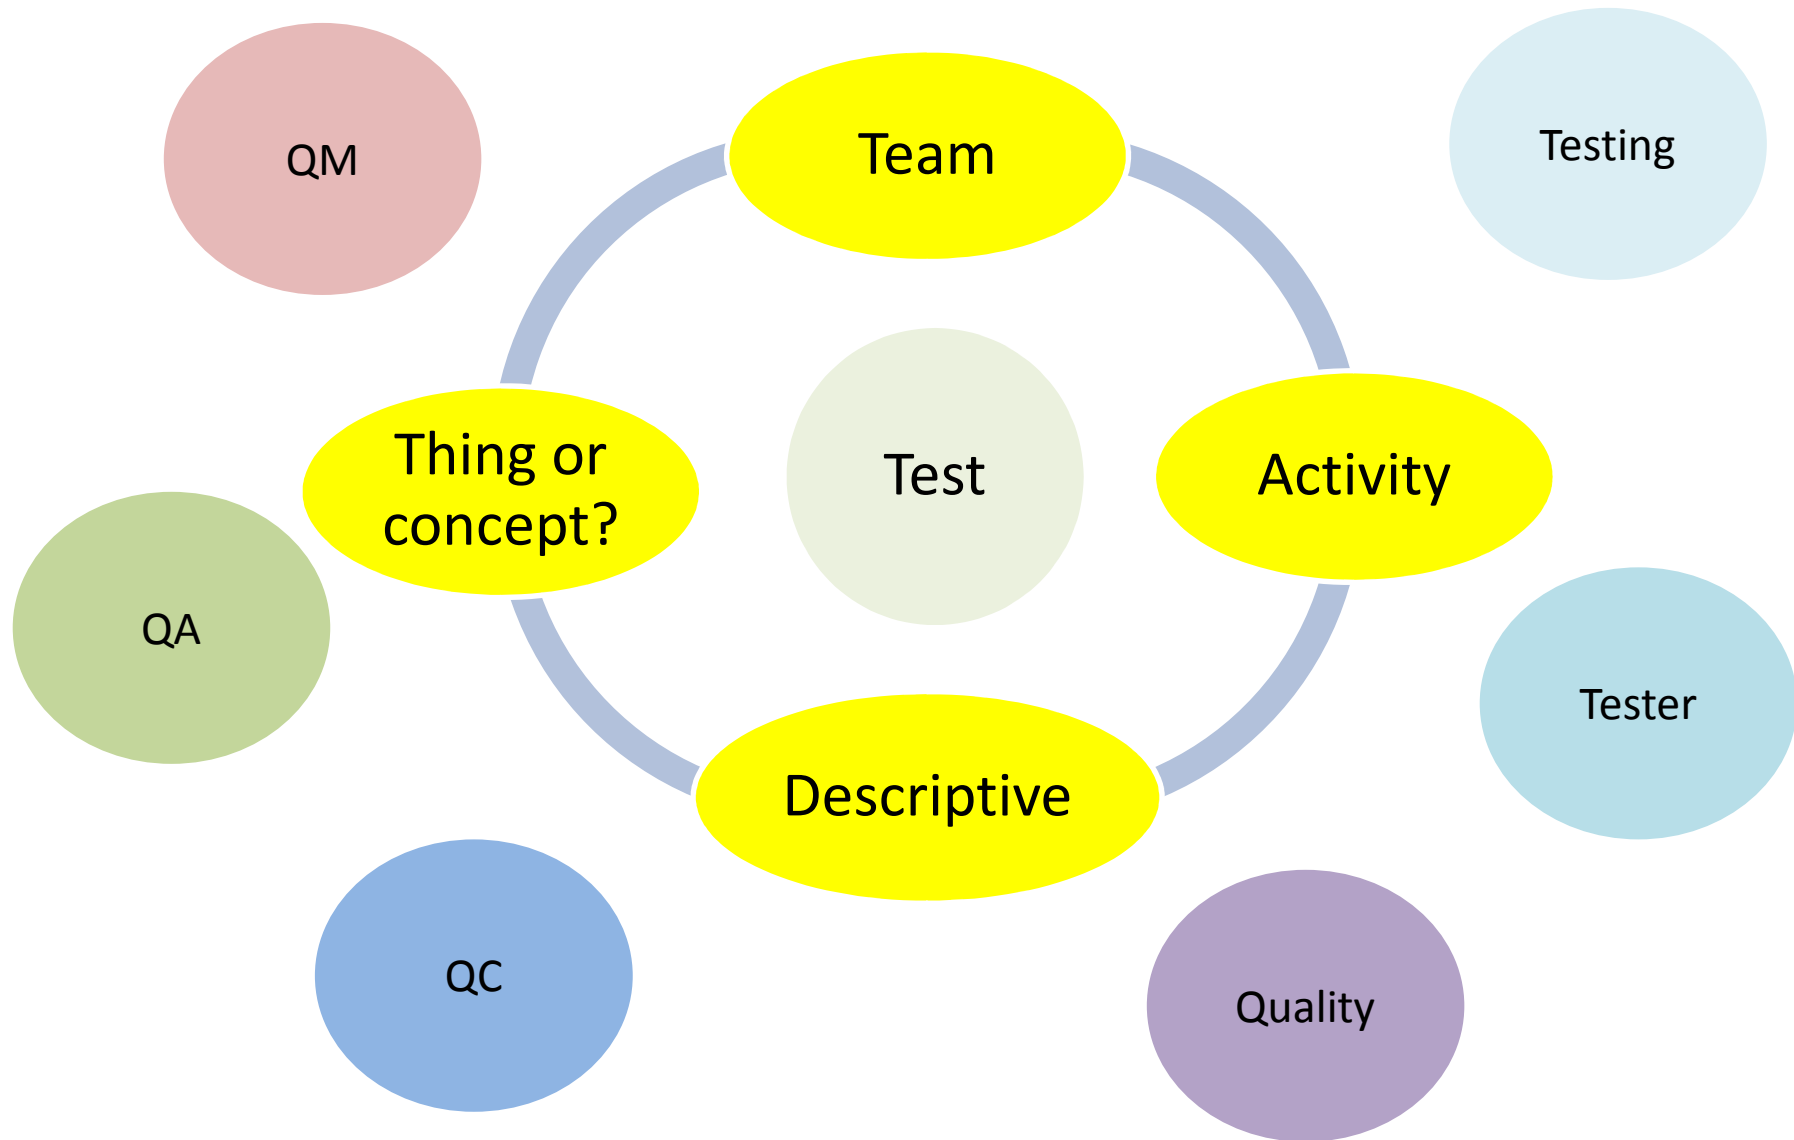 QM
Team
Testing
Thing or
concept?
Test
Activity
QA
Tester
Descriptive
QC
Quality